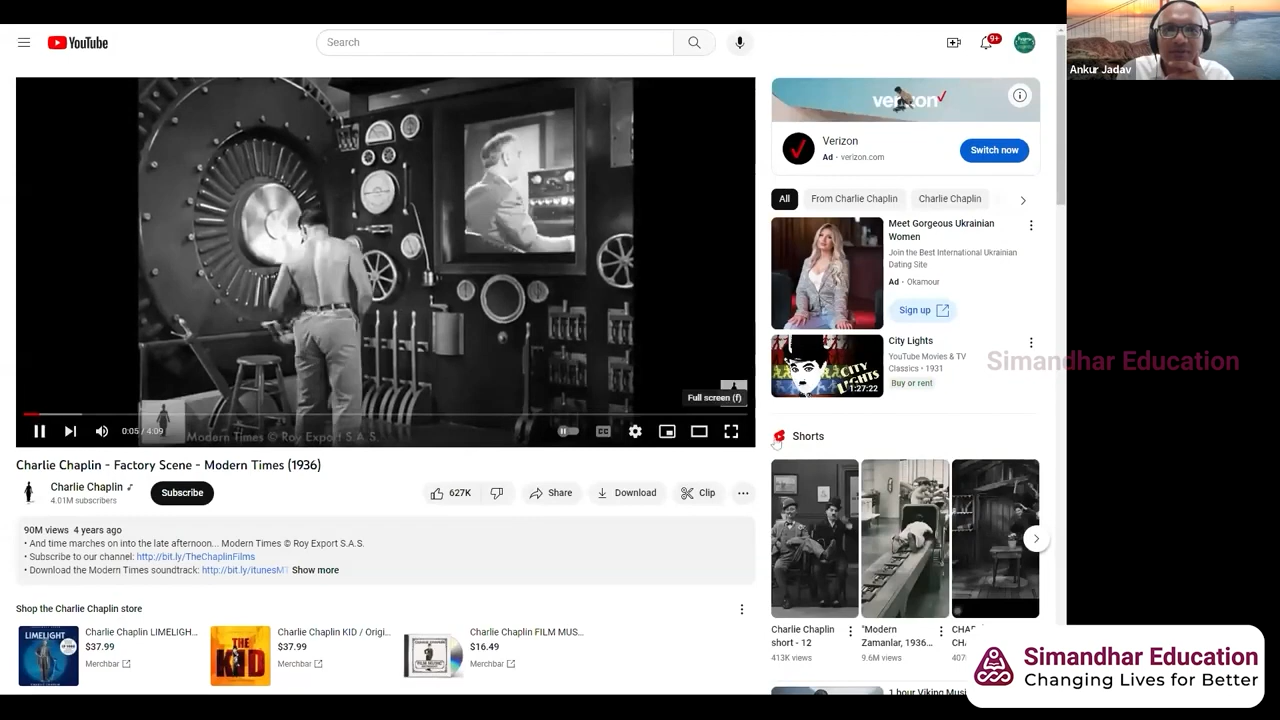 YouTube
Search
9+
Ankur Jadav
verizon
Verizon
Ad · verizon.com
Switch now
All
From Charlie Chaplin
Charlie Chaplin
Meet Gorgeous Ukrainian
Women
Join the Best International Ukrainian
Dating Site
Ad · Okamour
Sign up
City Lights
YouTube Movies & TV
Classics • 1931
Buy or rent
CITY
LIGHTS
1:27:22
Simandhar Education
Full screen (f)
0:05 / 4:09
Modern Times © Roy Export S.A.S.
Shorts
Charlie Chaplin - Factory Scene - Modern Times (1936)
Charlie Chaplin
4.01M subscribers
Subscribe
627K
Share
Download
Clip
90M views 4 years ago
• And time marches on into the late afternoon... Modern Times © Roy Export S.A.S.
• Subscribe to our channel: http://bit.ly/TheChaplinFilms
• Download the Modern Times soundtrack: http://bit.ly/itunesMT Show more
Charlie Chaplin
short - 12
413K views
"Modern
Zamanlar, 1936...
9.6M views
Shop the Charlie Chaplin store
LIMELIGHT
Charlie Chaplin LIMELIGH...
$37.99
Merchbar
THE
KID
Charlie Chaplin KID / Origi...
$37.99
Merchbar
Charlie Chaplin FILM MUS...
$16.49
Merchbar
Simandhar Education
Changing Lives for Better